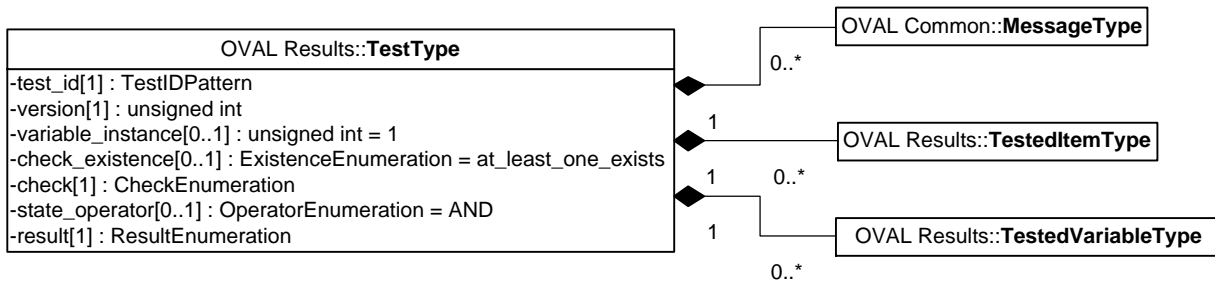 OVAL Results::TestType
-test_id[1] : TestIDPattern
-version[1] : unsigned int
-variable_instance[0..1] : unsigned int = 1
-check_existence[0..1] : ExistenceEnumeration = at_least_one_exists
-check[1] : CheckEnumeration
-state_operator[0..1] : OperatorEnumeration = AND
-result[1] : ResultEnumeration
OVAL Common::MessageType
0..*
1
OVAL Results::TestedItemType
1
0..*
1
OVAL Results::TestedVariableType
0..*